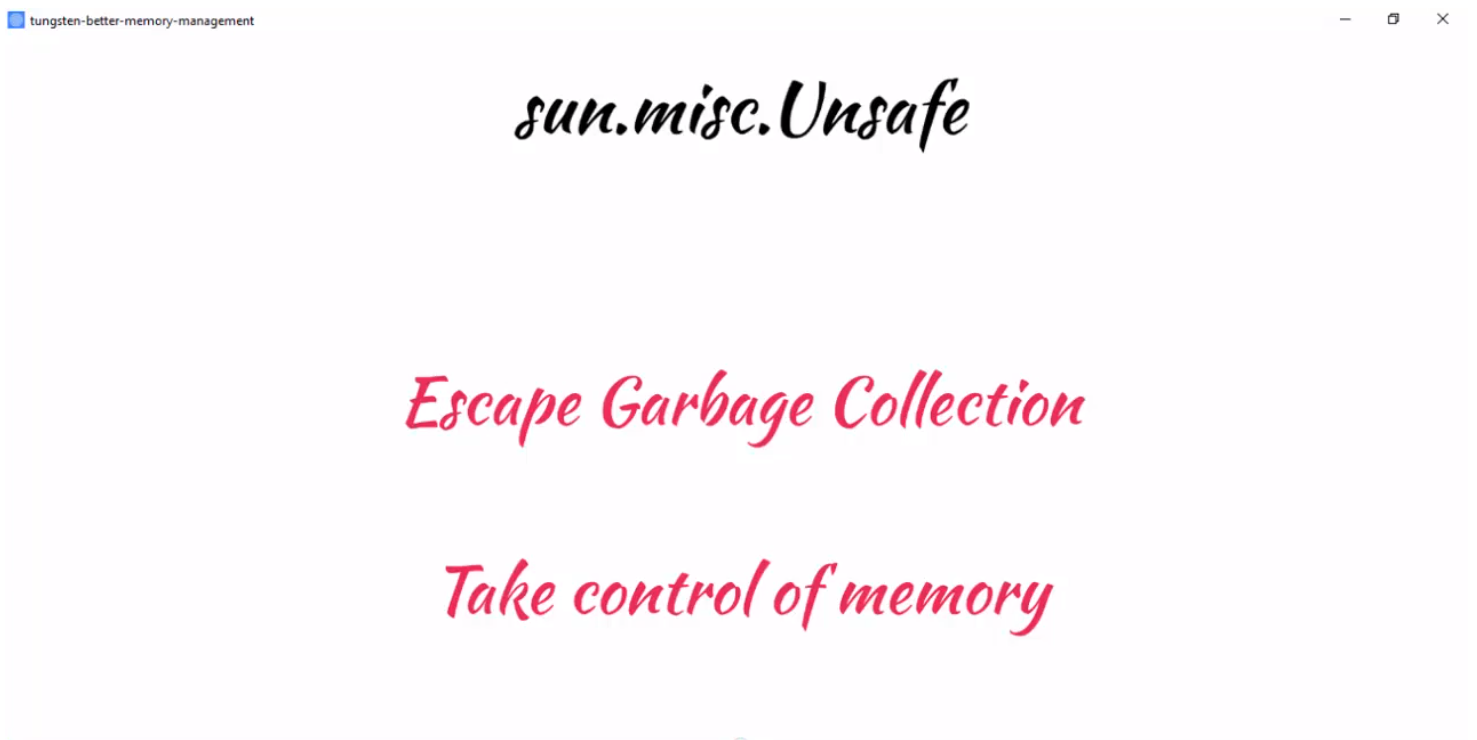 tungsten-better-memory-management
sun.misc.Unsafe
Escape Garbage Collection
Take control of memory